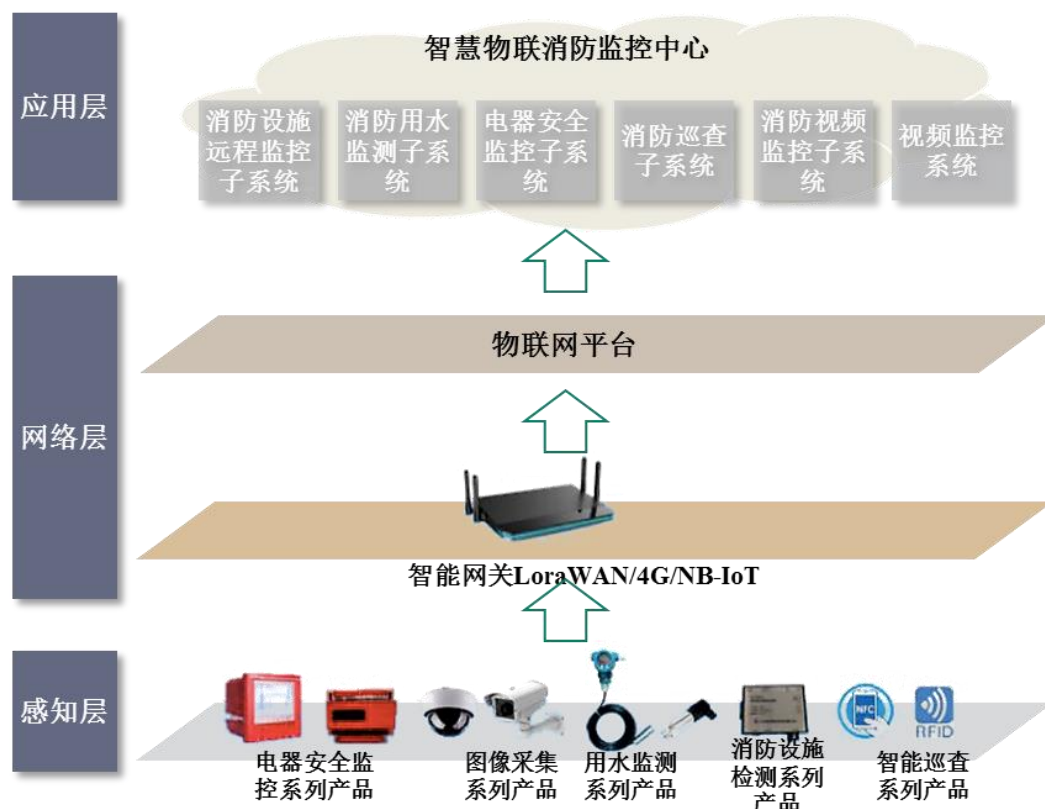 智慧物联消防监控中心
应用层
消防设施
远程监控
子系统
消防用水
监测子系
统
电器安全
监控子系
统
消防巡查
子系统
消防视频
监控子系
统
视频监控
系统
物联网平台
网络层
智能网关LoraWAN/4G/NB-IoT
感知层
NFC
RFID
电器安全监
控系列产品
图像采集
系列产品
用水监测
系列产品
消防设施
检测系列
产品
智能巡查
系列产品